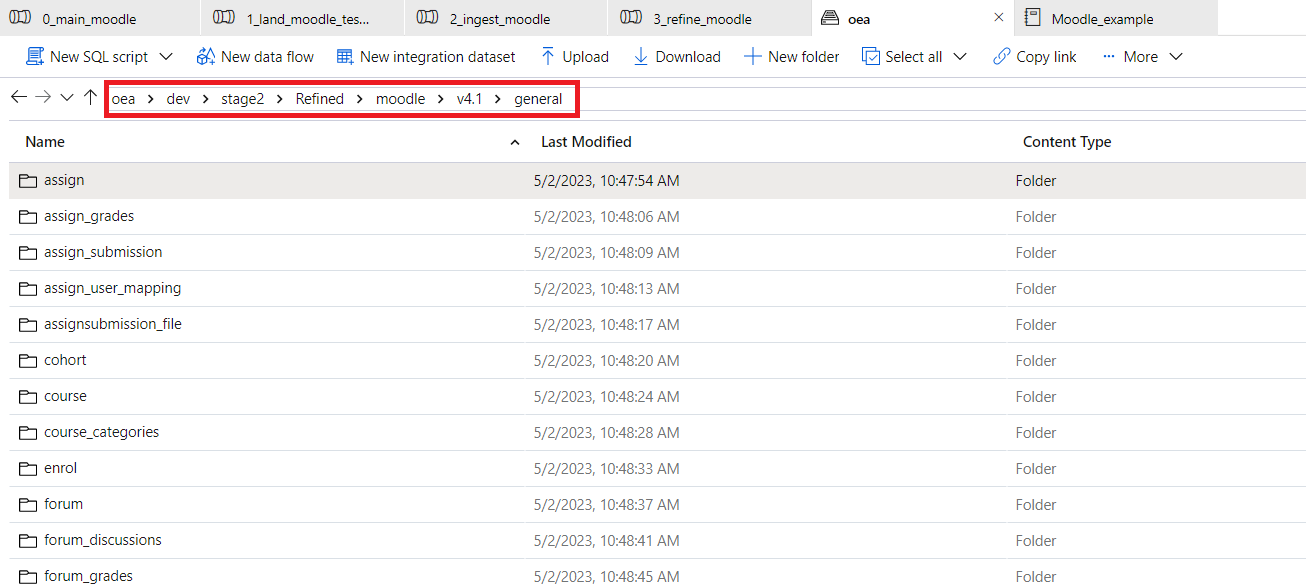 0_main_moodle 1_land_moodle_tes... 2_ingest_moodle 3_refine_moodle oea Moodle_example
New SQL script New data flow New integration dataset Upload Download New folder Select all Copy link ··· More
oea > dev > stage2 > Refined > moodle > v4.1 > general
Name Last Modified Content Type
assign 5/2/2023, 10:47:54 AM Folder
assign_grades 5/2/2023, 10:48:06 AM Folder
assign_submission 5/2/2023, 10:48:09 AM Folder
assign_user_mapping 5/2/2023, 10:48:13 AM Folder
assignsubmission_file 5/2/2023, 10:48:17 AM Folder
cohort 5/2/2023, 10:48:20 AM Folder
course 5/2/2023, 10:48:24 AM Folder
course_categories 5/2/2023, 10:48:28 AM Folder
enrol 5/2/2023, 10:48:33 AM Folder
forum 5/2/2023, 10:48:37 AM Folder
forum_discussions 5/2/2023, 10:48:41 AM Folder
forum_grades 5/2/2023, 10:48:45 AM Folder